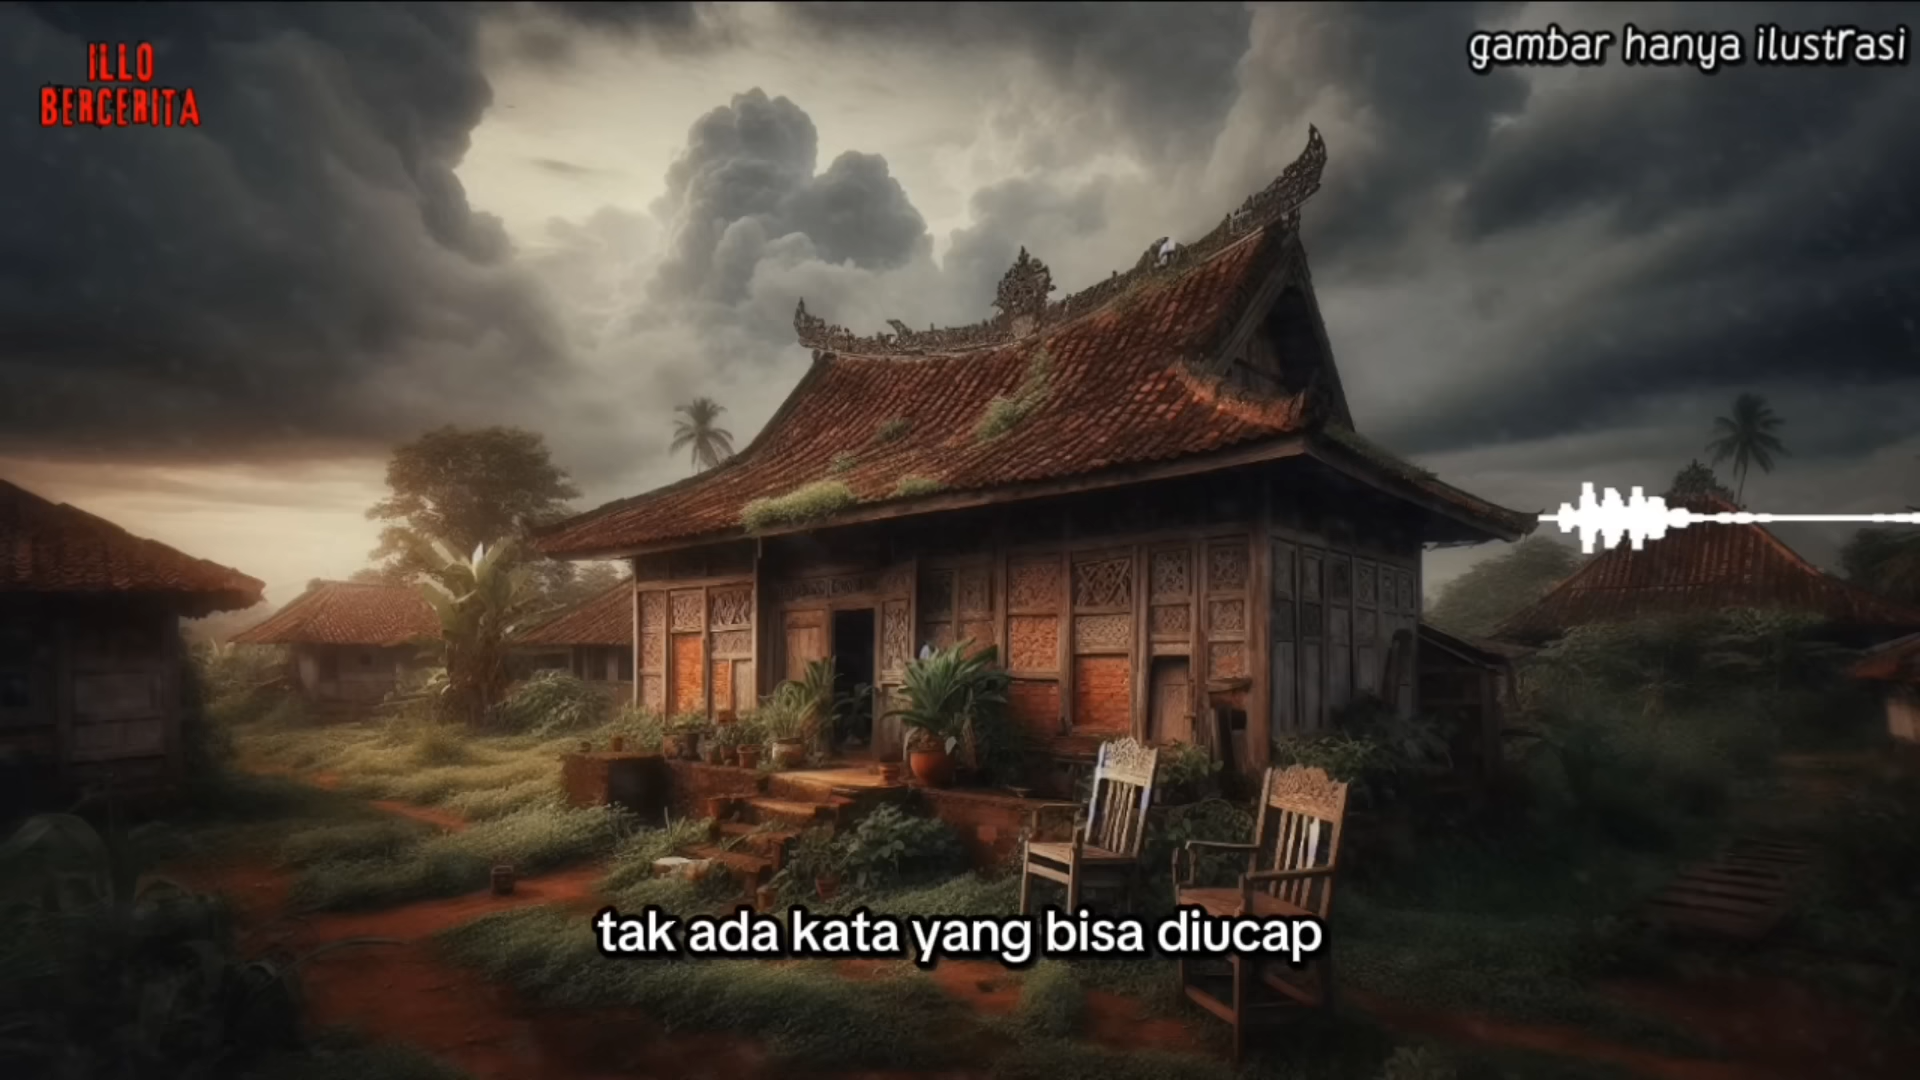 ILLO
BERCERITA
gambar hanya ilustrasi
tak ada kata yang bisa diucap